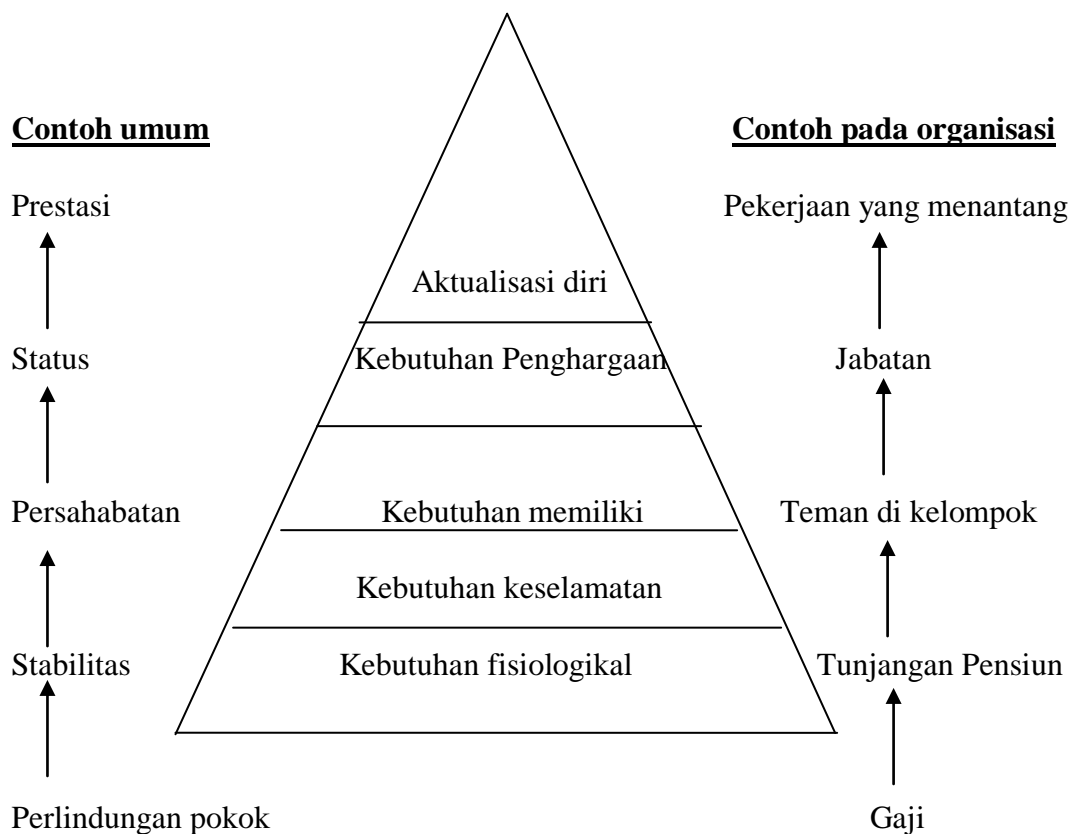 Contoh umum
Contoh pada organisasi
Prestasi
Pekerjaan yang menantang
Aktualisasi diri
Status
Kebutuhan Penghargaan
Jabatan
Persahabatan
Kebutuhan memiliki
Teman di kelompok
Kebutuhan keselamatan
Stabilitas
Kebutuhan fisiologikal
Tunjangan Pensiun
Perlindungan pokok
Gaji